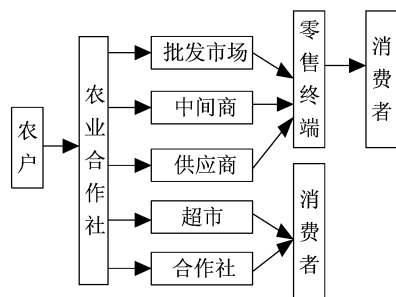 农户
农业合作社
批发市场
中间商
供应商
超市
合作社
零售终端
消费者
消费者